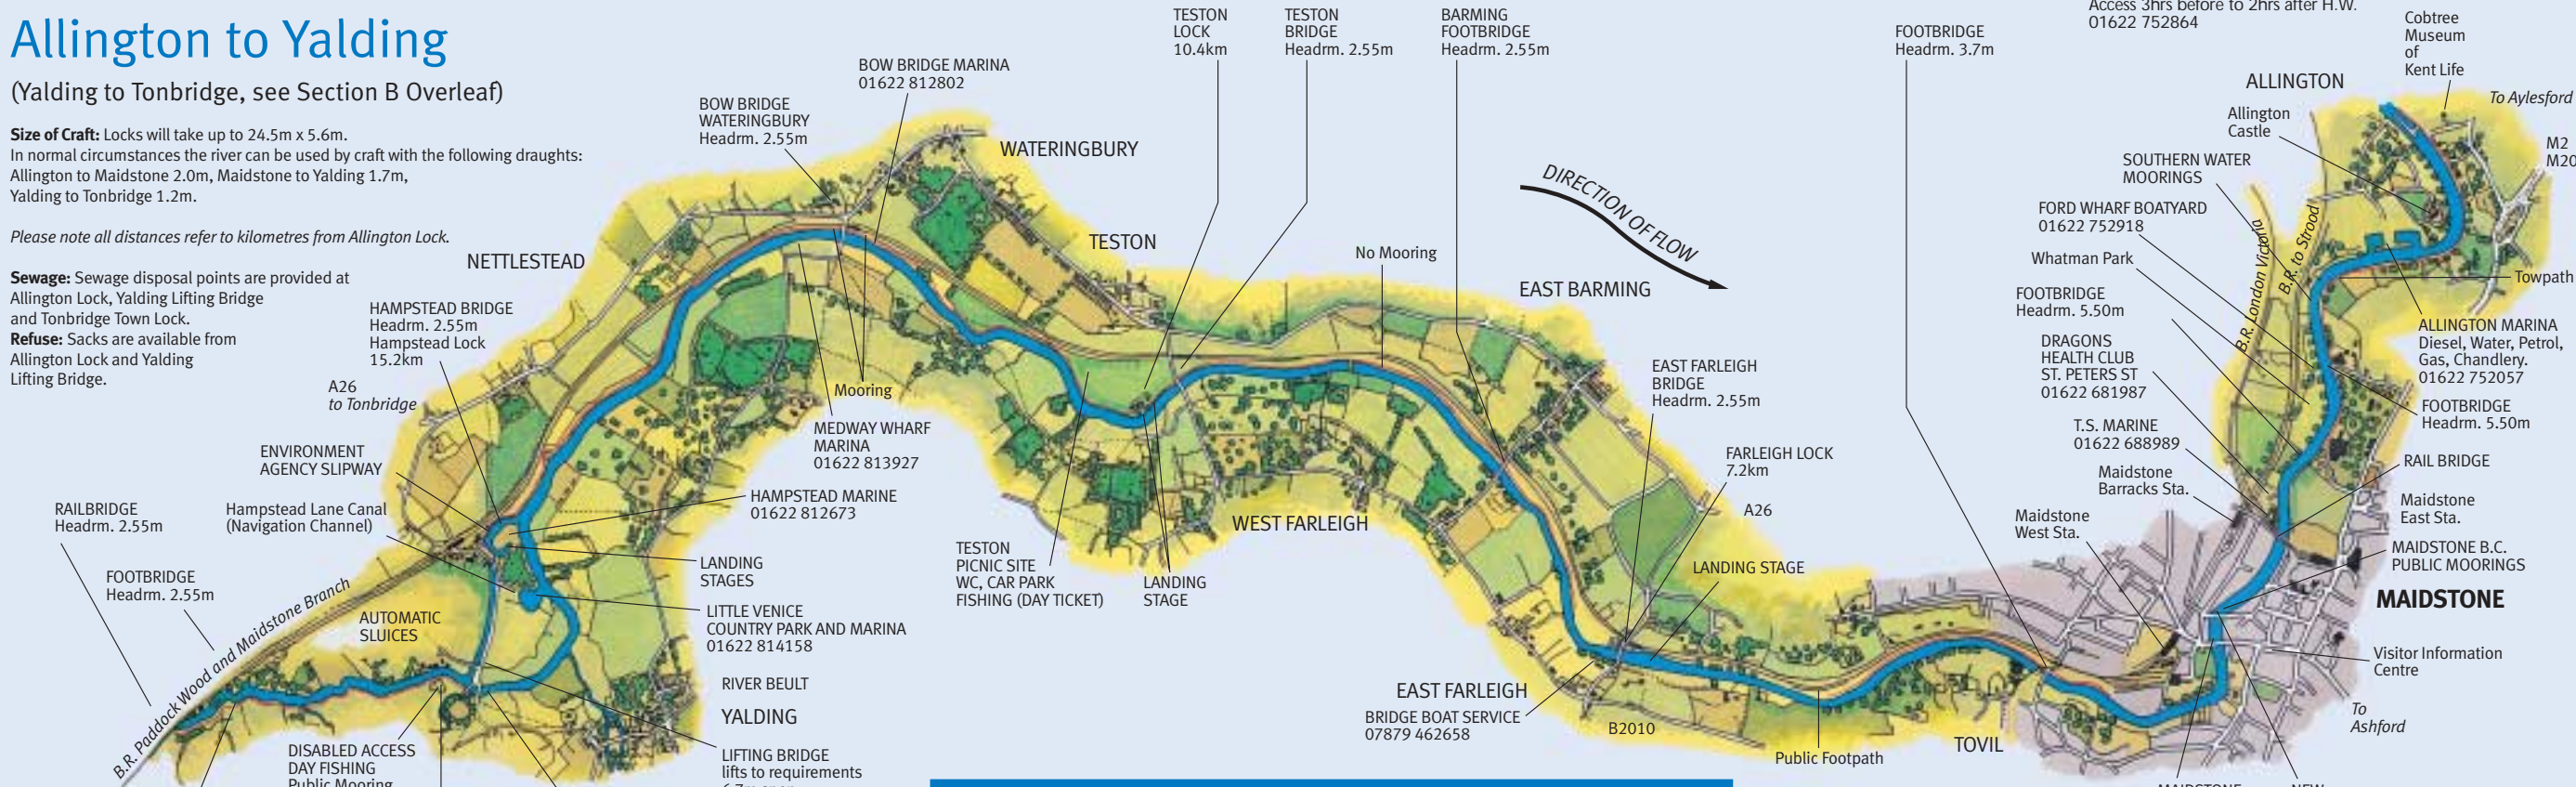 Allington to Yalding
(Yalding to Tonbridge, see Section B Overleaf)
Size of Craft: Locks will take up to 24.5m x 5.6m.
In normal circumstances the river can be used by craft with the following draughts:
Allington to Maidstone 2.0m, Maidstone to Yalding 1.7m,
Yalding to Tonbridge 1.2m.
Please note all distances refer to kilometres from Allington Lock.
Sewage: Sewage disposal points are provided at
Allington Lock, Yalding Lifting Bridge
and Tonbridge Town Lock.
Refuse: Sacks are available from
Allington Lock and Yalding
Lifting Bridge.
NETTLESTEAD
HAMPSTEAD BRIDGE
Headrm. 2.55m
Hampstead Lock
15.2km
A26
to Tonbridge
ENVIRONMENT
AGENCY SLIPWAY
Hampstead Lane Canal
(Navigation Channel)
RAILBRIDGE
Headrm. 2.55m
FOOTBRIDGE
Headrm. 2.55m
B.R. Paddock Wood and Maidstone Branch
AUTOMATIC
SLUICES
DISABLED ACCESS
DAY FISHING
Public Mooring
BOW BRIDGE
WATERINGBURY
Headrm. 2.55m
BOW BRIDGE MARINA
01622 812802
WATERINGBURY
Mooring
MEDWAY WHARF
MARINA
01622 813927
HAMPSTEAD MARINE
01622 812673
LANDING
STAGES
LITTLE VENICE
COUNTRY PARK AND MARINA
01622 814158
RIVER BEULT
YALDING
LIFTING BRIDGE
lifts to requirements
TESTON
TESTON
LOCK
10.4km
TESTON
BRIDGE
Headrm. 2.55m
BARMING
FOOTBRIDGE
Headrm. 2.55m
No Mooring
DIRECTION OF FLOW
EAST BARMING
TESTON
PICNIC SITE
WC, CAR PARK
FISHING (DAY TICKET)
LANDING
STAGE
WEST FARLEIGH
EAST FARLEIGH
BRIDGE
Headrm. 2.55m
FARLEIGH LOCK
7.2km
A26
LANDING STAGE
EAST FARLEIGH
BRIDGE BOAT SERVICE
07879 462658
B2010
Public Footpath
TOVIL
FOOTBRIDGE
Headrm. 3.7m
Access 3hrs before to 2hrs after H.W.
01622 752864
Cobtree
Museum
of
Kent Life
ALLINGTON
To Aylesford
Allington
Castle
M2
M20
SOUTHERN WATER
MOORINGS
FORD WHARF BOATYARD
01622 752918
Whatman Park
FOOTBRIDGE
Headrm. 5.50m
DRAGONS
HEALTH CLUB
ST. PETERS ST
01622 681987
T.S. MARINE
01622 688989
Maidstone
Barracks Sta.
Maidstone
West Sta.
B.R. London Victoria
B.R. to Strood
Towpath
ALLINGTON MARINA
Diesel, Water, Petrol,
Gas, Chandlery.
01622 752057
FOOTBRIDGE
Headrm. 5.50m
RAIL BRIDGE
Maidstone
East Sta.
MAIDSTONE B.C.
PUBLIC MOORINGS
MAIDSTONE
Visitor Information
Centre
To
Ashford
MAIDSTONE
NEW